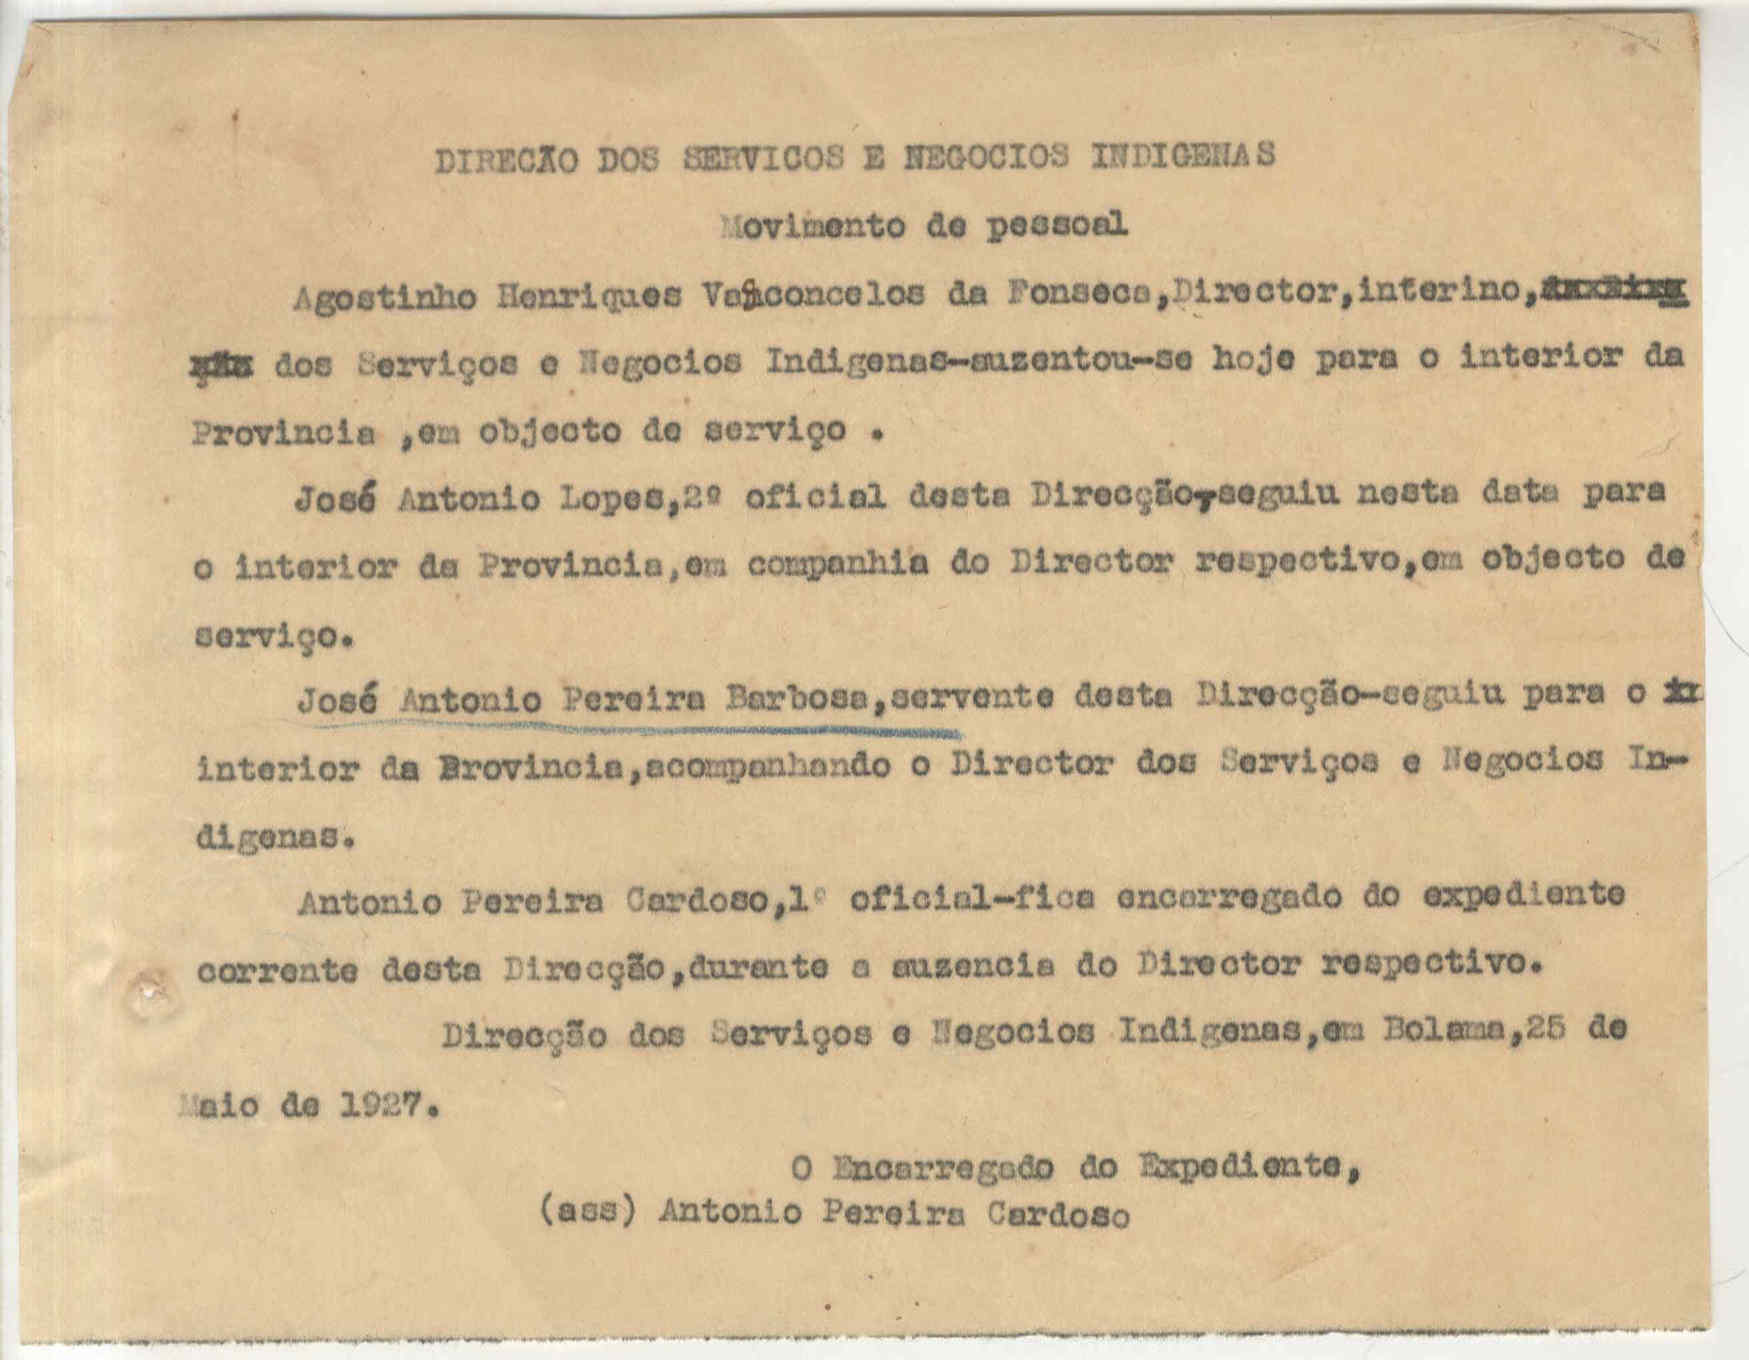 DIRECÃO DOS SERVICOS E NEGOCIOS INDIGENAS
Movimento de pessoal
Agostinho Henriques Vasconcelos da Fonseca,Director,interino,
dos Serviços e Negocios Indigenas-auzentou-se hoje para o interior da
Provincia ,em objecto de serviço .
José Antonio Lopes,2º oficial desta Direcção,seguiu nesta data para
o interior da Provincia,em companhia do Director respectivo,em objecto de
serviço.
José Antonio Pereira Barbosa,servente desta Direcção-seguiu para o
interior da Provincia,acompanhando o Director dos Serviços e Negocios In-
digenas.
Antonio Pereira Cardoso,1º oficial-fica encarregado do expediente
corrente desta Direcção,durante a auzencia do Director respectivo.
Direcção dos Serviços e Negocios Indigenas,em Bolama,25 de
Maio de 1927.
O Encarregado do Expediente,
(ass) Antonio Pereira Cardoso